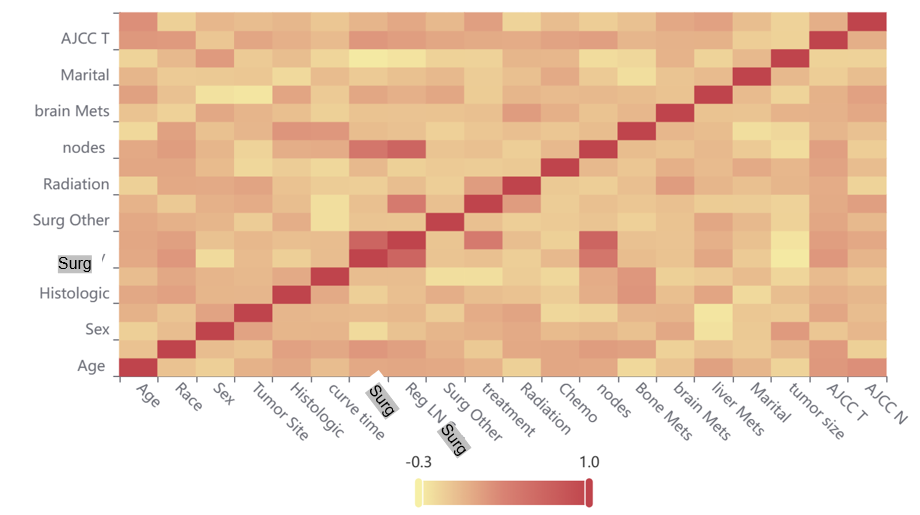 AJCC T
Marital
brain Mets
nodes
Radiation
Surg Other
Surg
Histologic
Sex
Age
Age
Race
Sex
Tumor Site
Histologic
curve time
Surg
Reg LN Surg
Surg Other
treatment
Radiation
Chemo
nodes
Bone Mets
brain Mets
liver Mets
Marital
tumor size
AJCC T
AJCC N
-0.3
1.0